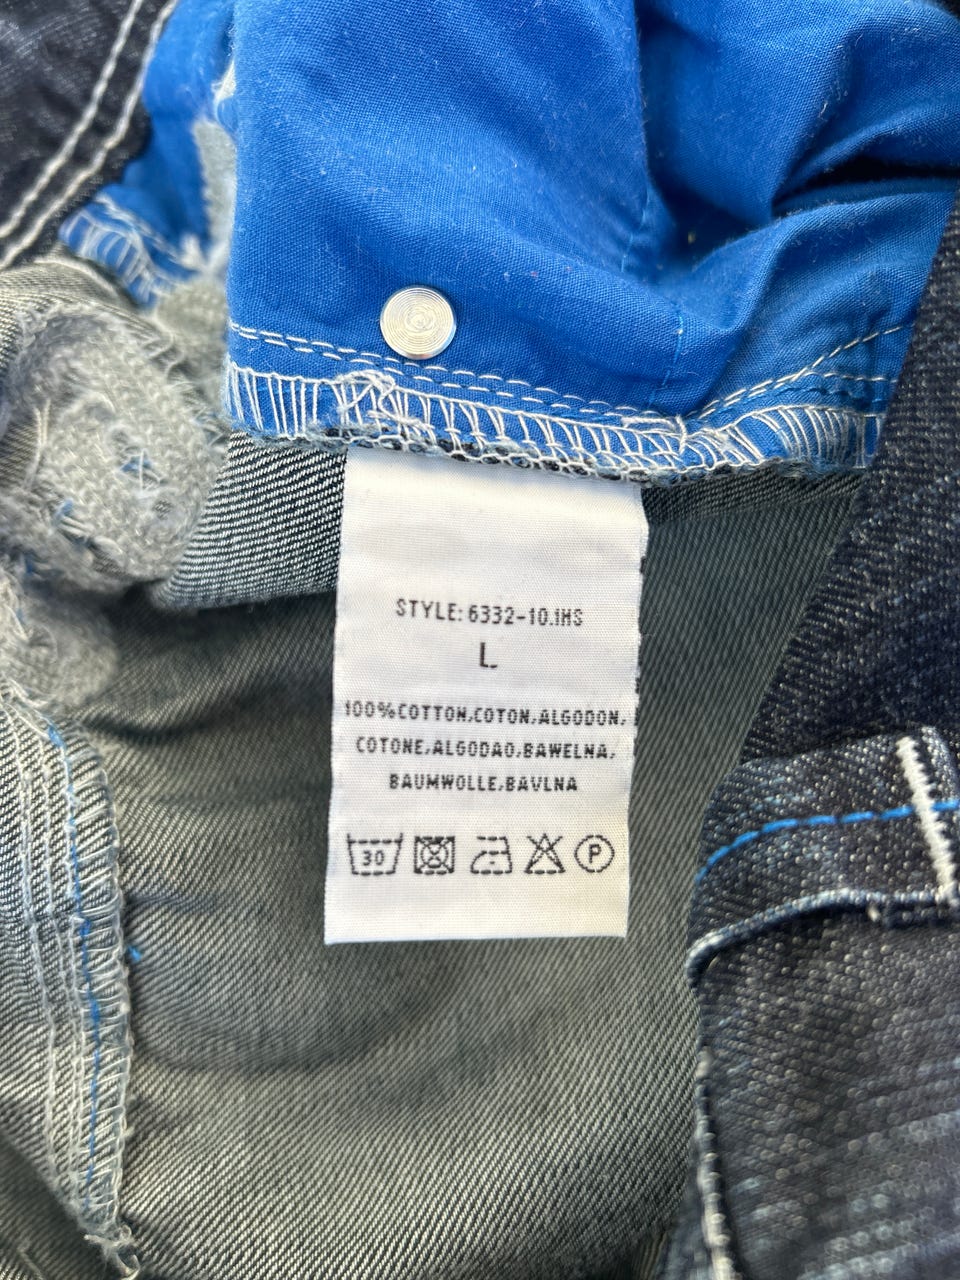 STYLE: 6332-10.IHS
L
100%COTTON,COTON,ALGODON,
COTONE,ALGODAO,BAWELNA,
BAUMWOLLE,BAVLNA
30 P